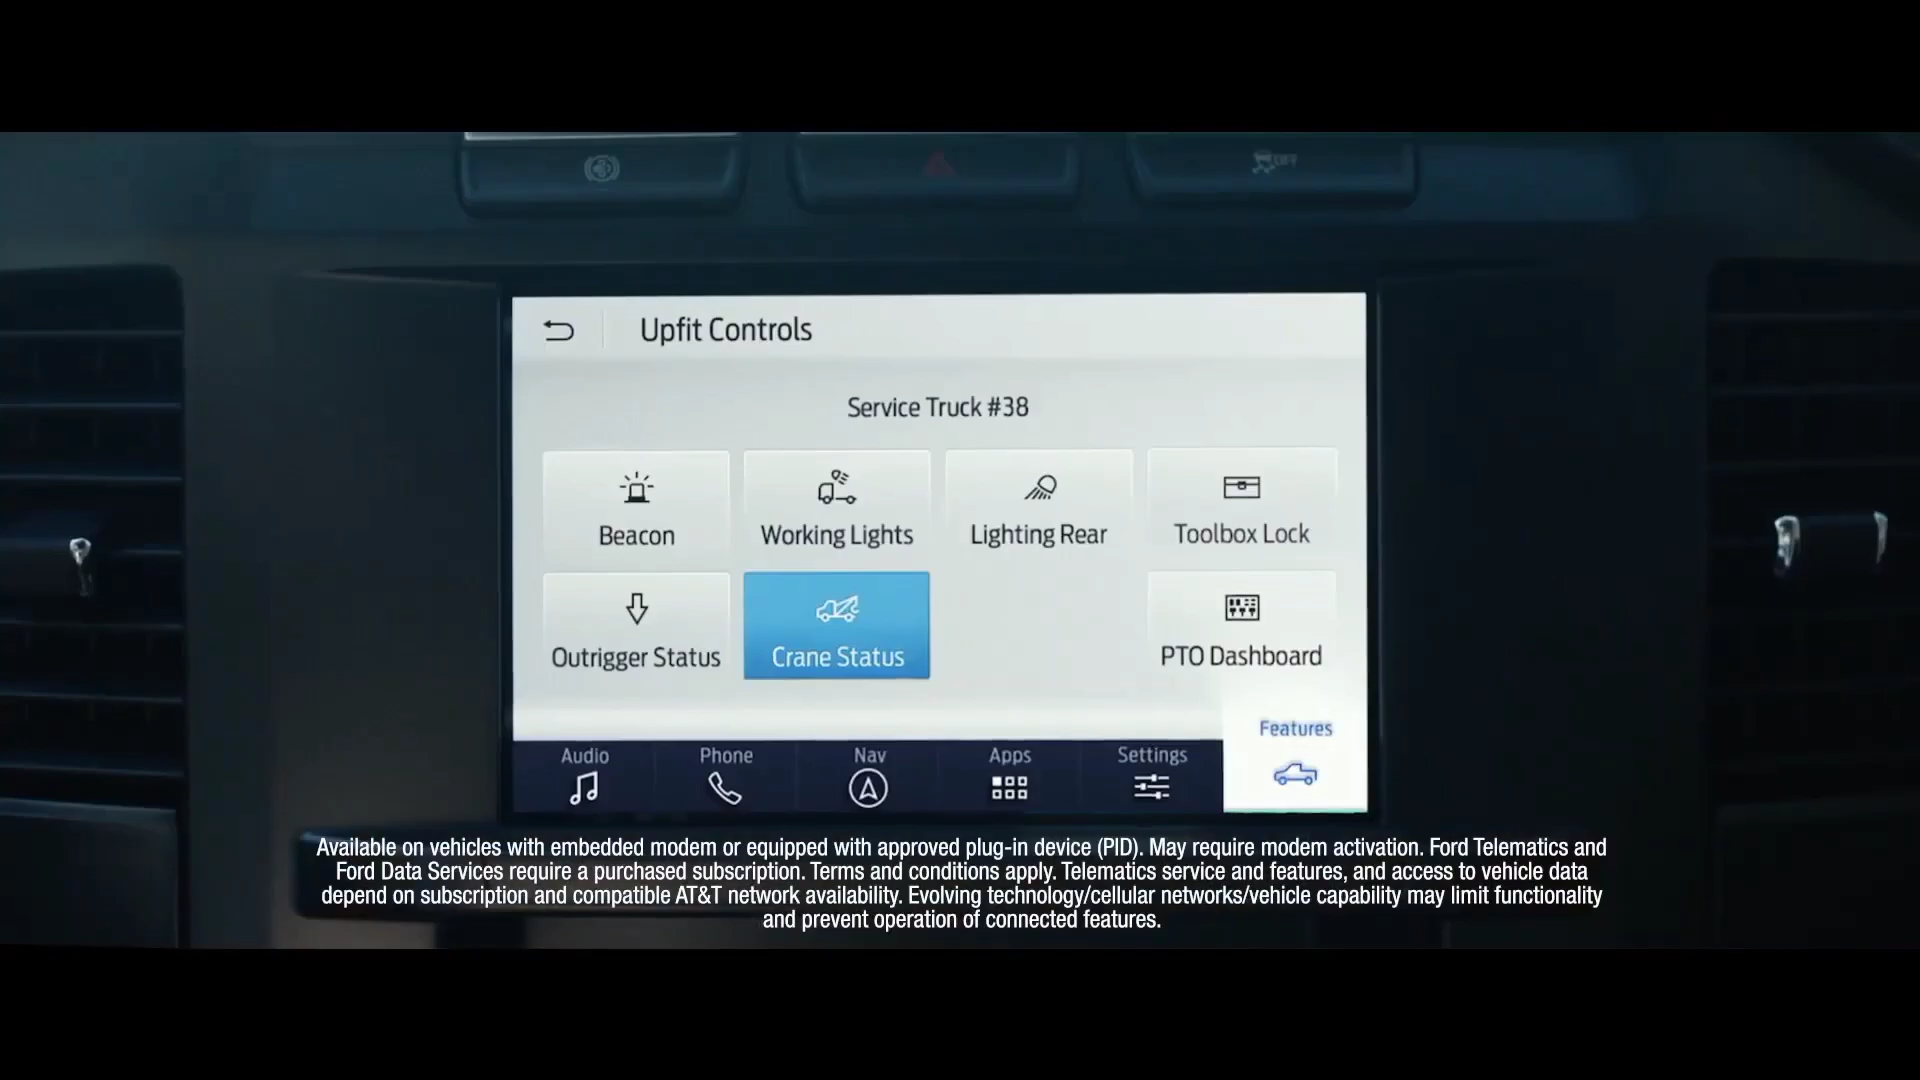 OFF
Upfit Controls
Service Truck #38
Beacon
Working Lights
Lighting Rear
Toolbox Lock
Outrigger Status
Crane Status
PTO Dashboard
Audio
Phone
Nav
Apps
Settings
Features
Available on vehicles with embedded modem or equipped with approved plug-in device (PID). May require modem activation. Ford Telematics and
Ford Data Services require a purchased subscription. Terms and conditions apply. Telematics service and features, and access to vehicle data
depend on subscription and compatible AT&T network availability. Evolving technology/cellular networks/vehicle capability may limit functionality
and prevent operation of connected features.